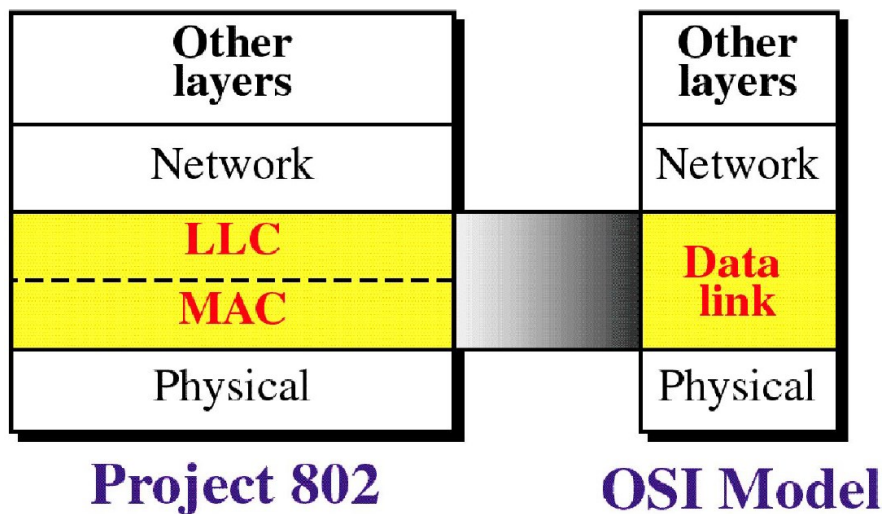 Other
layers
Network
LLC
MAC
Physical
Project 802
Other
layers
Network
Data
link
Physical
OSI Model